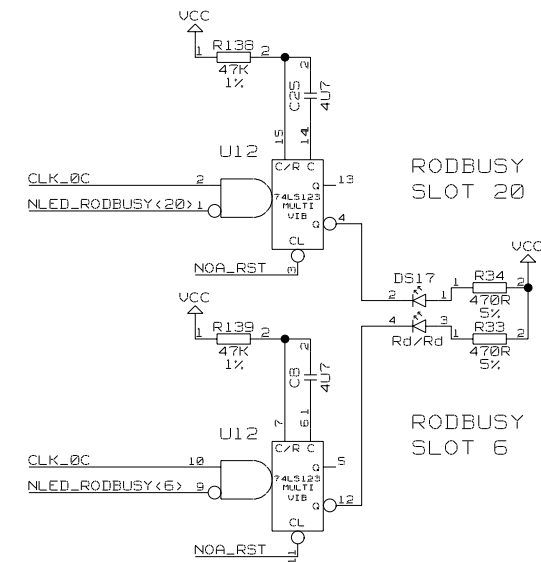 VCC
1 R138 2
47K
1%
C25
2
4U7
15
14
U12
CLK_0C 2
NLED_RODBUSY<20> 1
C/R C
Q 13
74LS123
MULTI
VIB
Q 4
CL
NOA_RST 3
RODBUSY
SLOT 20
VCC
DS17
2 1
1 R34 2
470R
5%
4 3
Rd/Rd
1 R33 2
470R
5%
VCC
1 R139 2
47K
1%
C8
2
4U7
7
6 1
U12
CLK_0C 10
NLED_RODBUSY<6> 9
C/R C
Q 5
74LS123
MULTI
VIB
Q 12
CL
NOA_RST 11
RODBUSY
SLOT 6